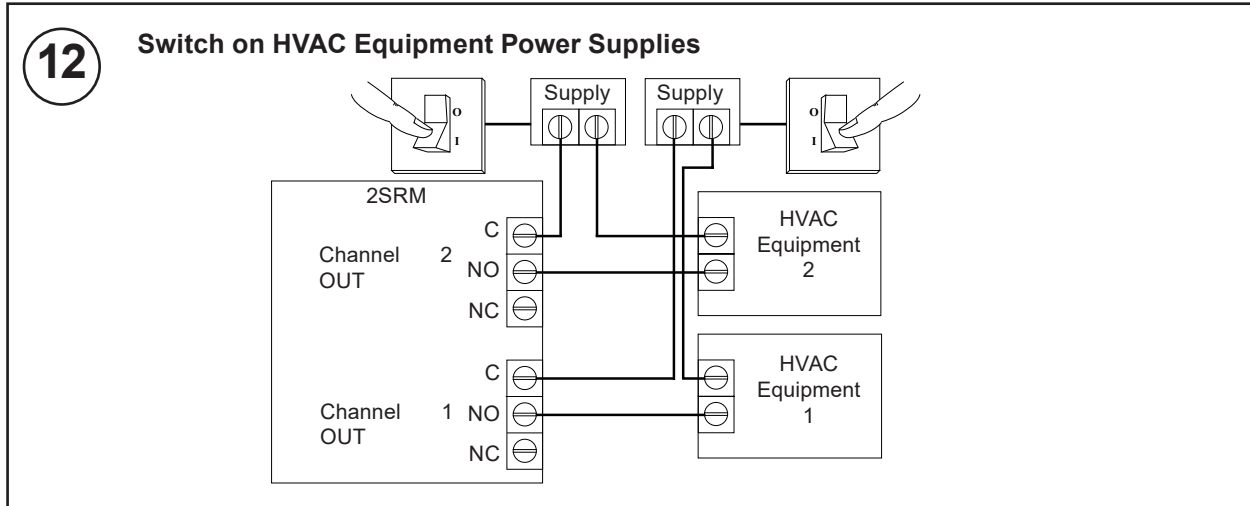 12
Switch on HVAC Equipment Power Supplies
O
I
Supply
Supply
O
I
2SRM
Channel 2
OUT
C
NO
NC
HVAC
Equipment
2
Channel 1
OUT
C
NO
NC
HVAC
Equipment
1